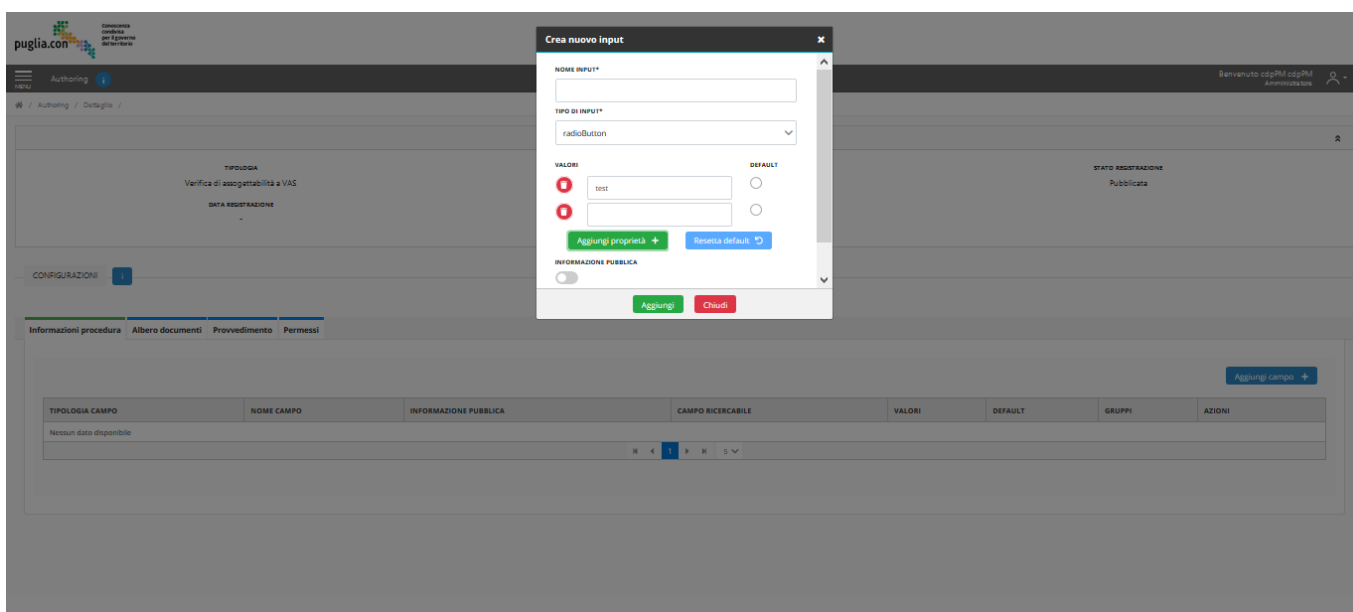 puglia.con
Conoscenza
condivisa
per il governo
del territorio
MENU
Authoring
i
Benvenuto cdpPM cdpPM
Amministratore
/ Authoring / Dettaglio /
TIPOLOGIA
Verifica di assogettabilità a VAS
DATA REGISTRAZIONE
-
STATO REGISTRAZIONE
Pubblicata
Crea nuovo input
NOME INPUT*
TIPO DI INPUT*
radioButton
VALORI DEFAULT
test
Aggiungi proprietà +
Resetta default
INFORMAZIONE PUBBLICA
Aggiungi
Chiudi
CONFIGURAZIONI
i
Informazioni procedura Albero documenti Provvedimento Permessi
Aggiungi campo +
TIPOLOGIA CAMPO NOME CAMPO INFORMAZIONE PUBBLICA CAMPO RICERCABILE VALORI DEFAULT GRUPPI AZIONI
Nessun dato disponibile
1 5